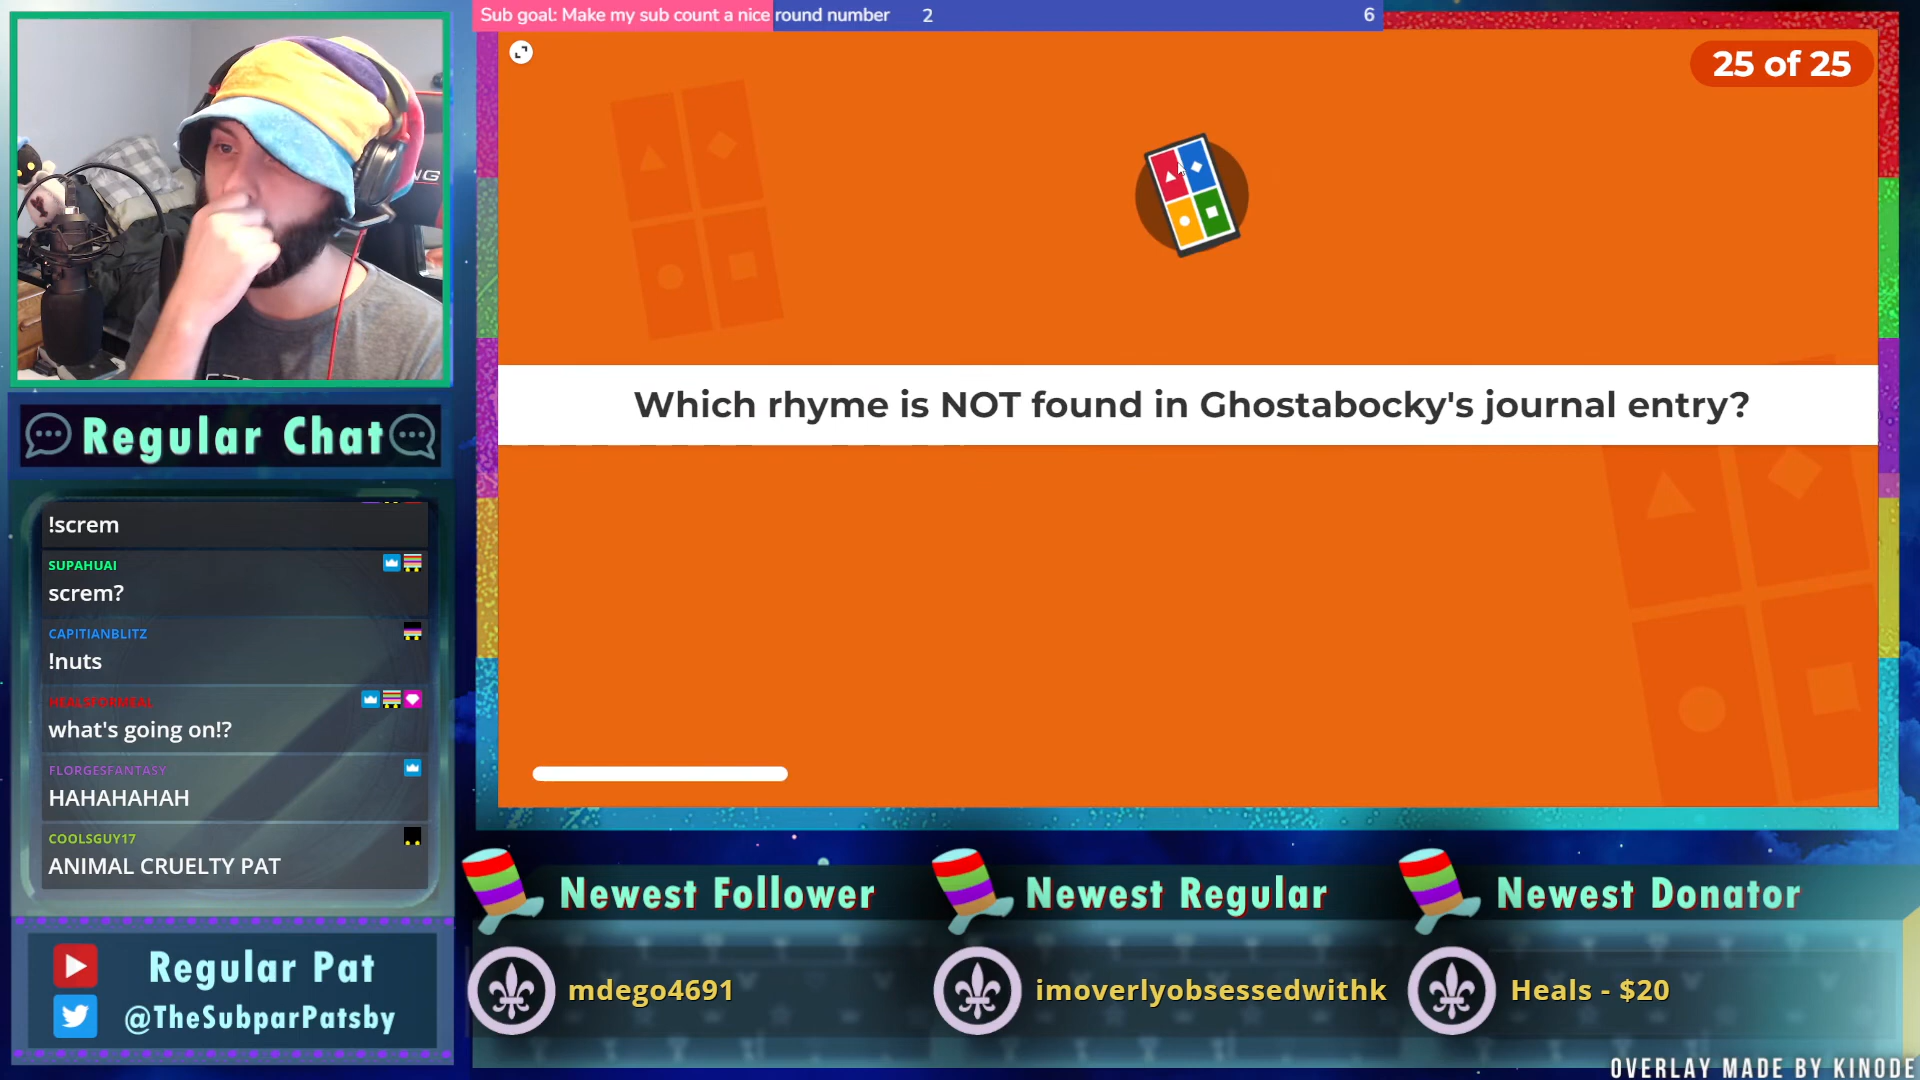 Sub goal: Make my sub count a nice round number 2 6
25 of 25
Which rhyme is NOT found in Ghostabocky's journal entry?
Regular Chat
!screm
SUPAHUAI
screm?
CAPITIANBLITZ
!nuts
HEALSFORMEAL
what's going on!?
FLORGESFANTASY
HAHAHAHAH
COOLSGUY17
ANIMAL CRUELTY PAT
Regular Pat
@TheSubparPatsby
Newest Follower
mdego4691
Newest Regular
imoverlyobsessedwithk
Newest Donator
Heals - $20
OVERLAY MADE BY KINODE